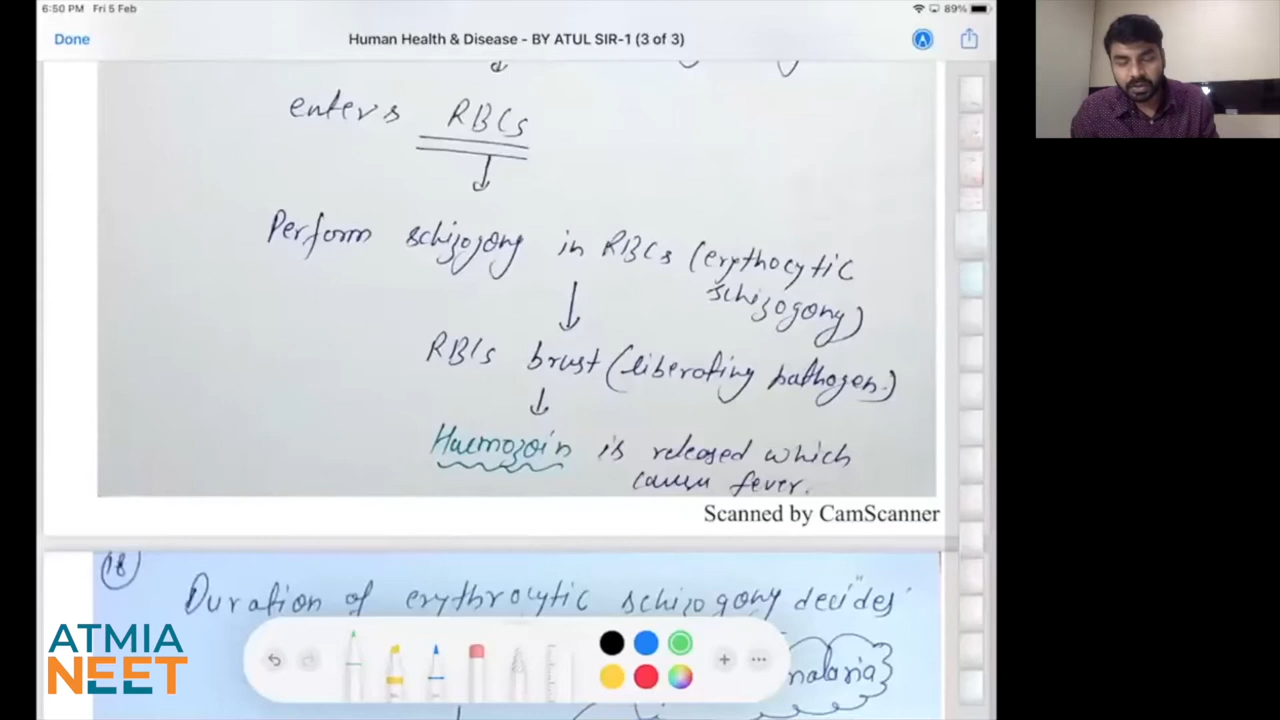 6:50 PM Fri 5 Feb
89%
Done
Human Health & Disease - BY ATUL SIR-1 (3 of 3)
enters RBCs
Perform schizogony in RBCs (erythocytic
schizogony)
RBCs brust (liberating pathogen.)
Haemozoin is released which
cause fever.
Scanned by CamScanner
18
Duration of erythrocytic schizogony decides
malaria}
ATMIA
NEET